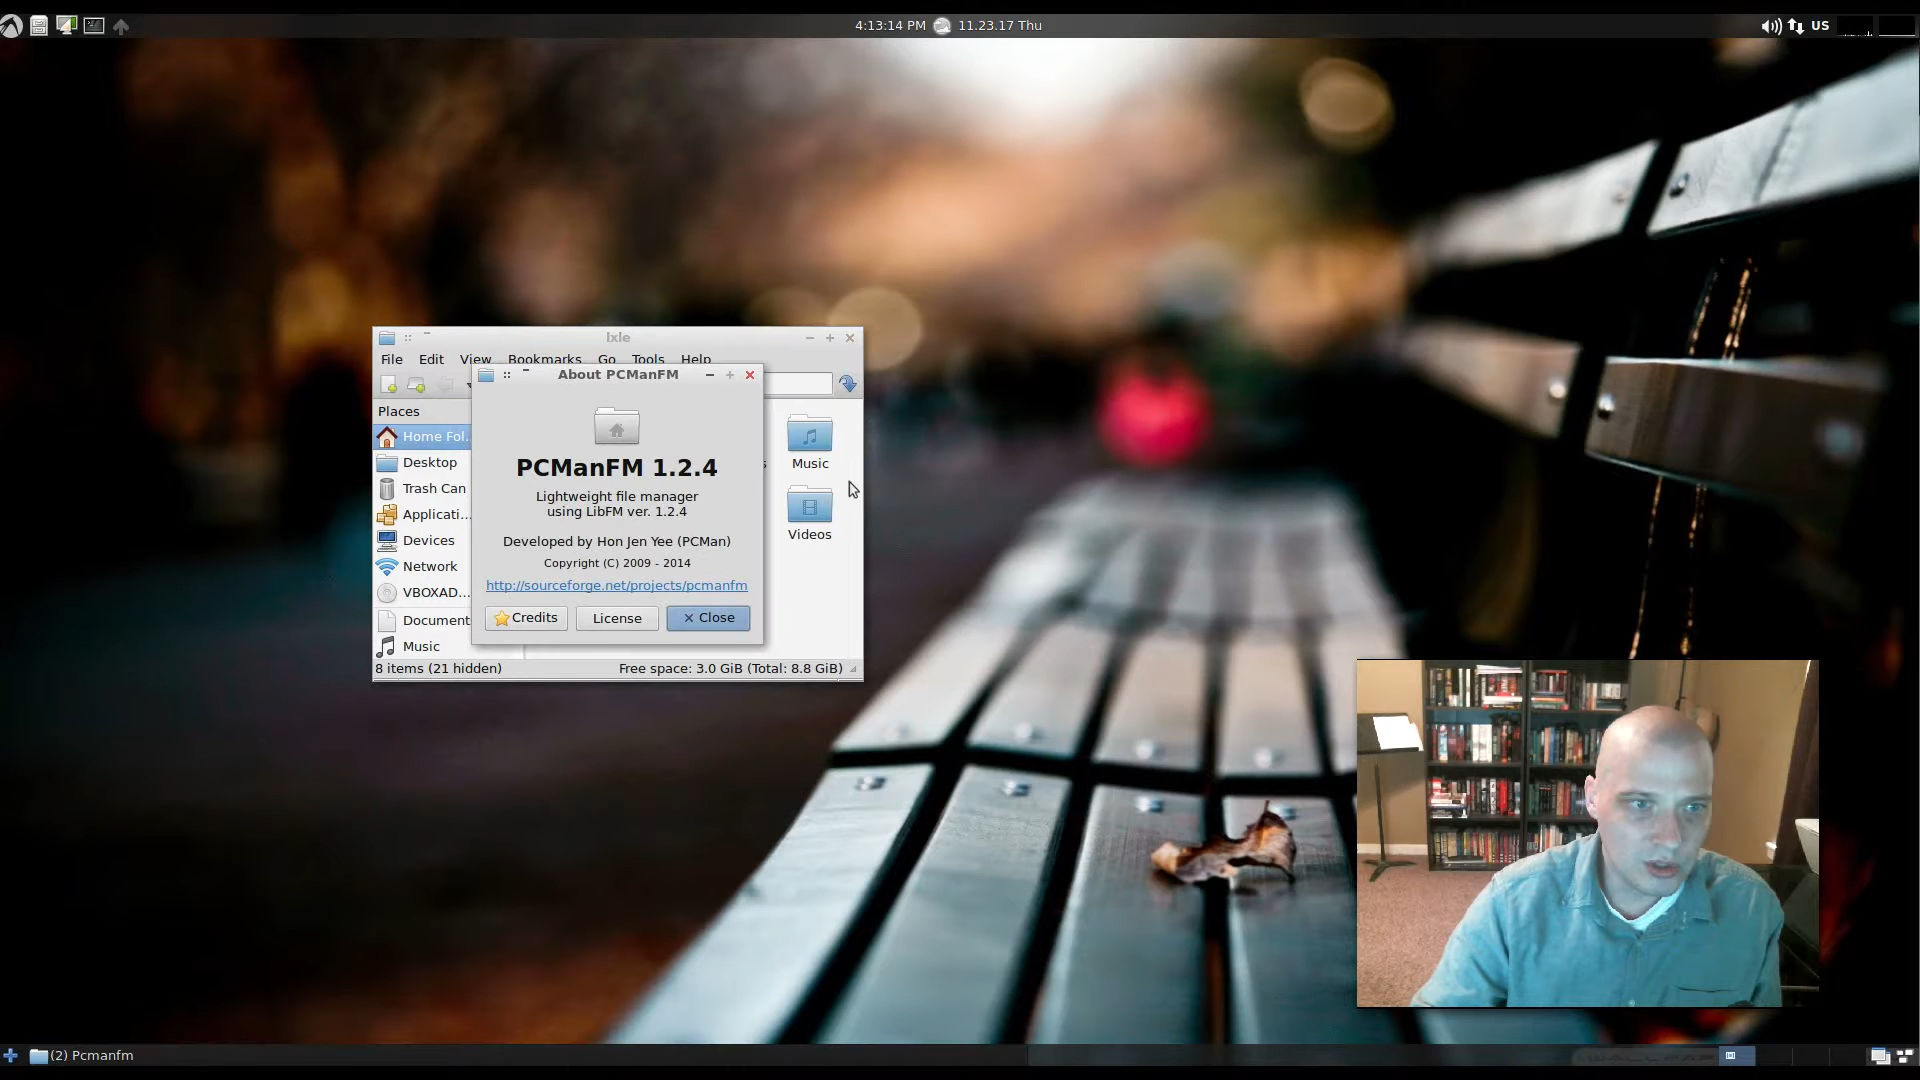 4:13:14 PM 11.23.17 Thu
US
lxle
File Edit View Bookmarks Go Tools Help
About PCManFM
Places
Home Fol...
Desktop
Trash Can
Applicati...
Devices
Network
VBOXAD...
Document
Music
PCManFM 1.2.4
Lightweight file manager
using LibFM ver. 1.2.4
Developed by Hon Jen Yee (PCMan)
Copyright (C) 2009 - 2014
http://sourceforge.net/projects/pcmanfm
Credits License Close
s
Music
Videos
8 items (21 hidden) Free space: 3.0 GiB (Total: 8.8 GiB)
(2) Pcmanfm